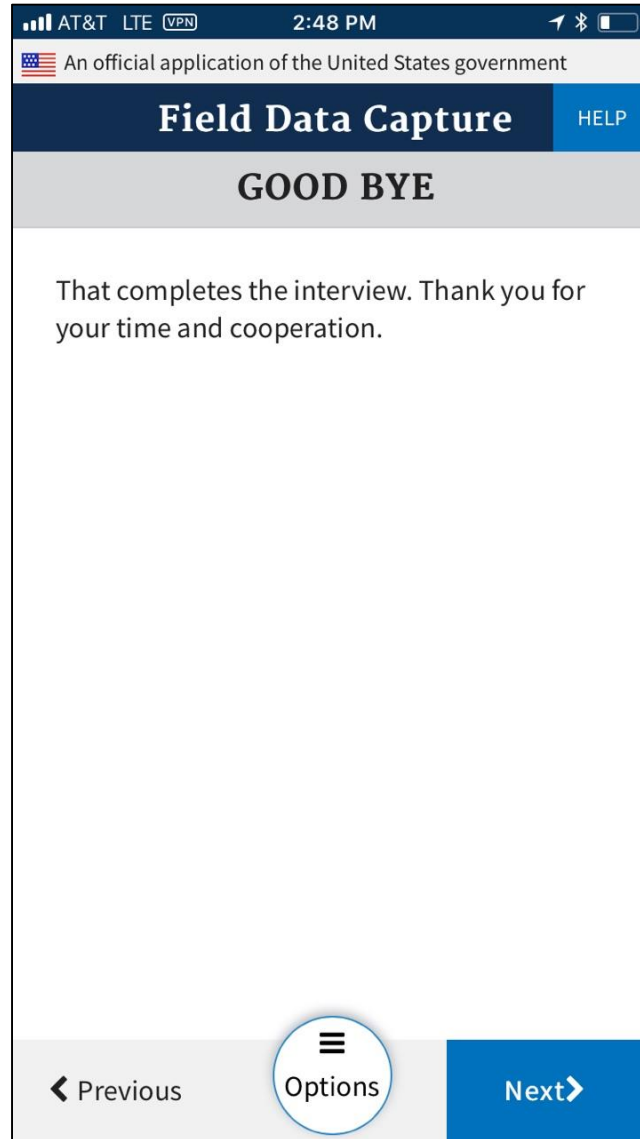 AT&T LTE VPN 2:48 PM
An official application of the United States government
Field Data Capture HELP
GOOD BYE
That completes the interview. Thank you for
your time and cooperation.
Previous Options Next